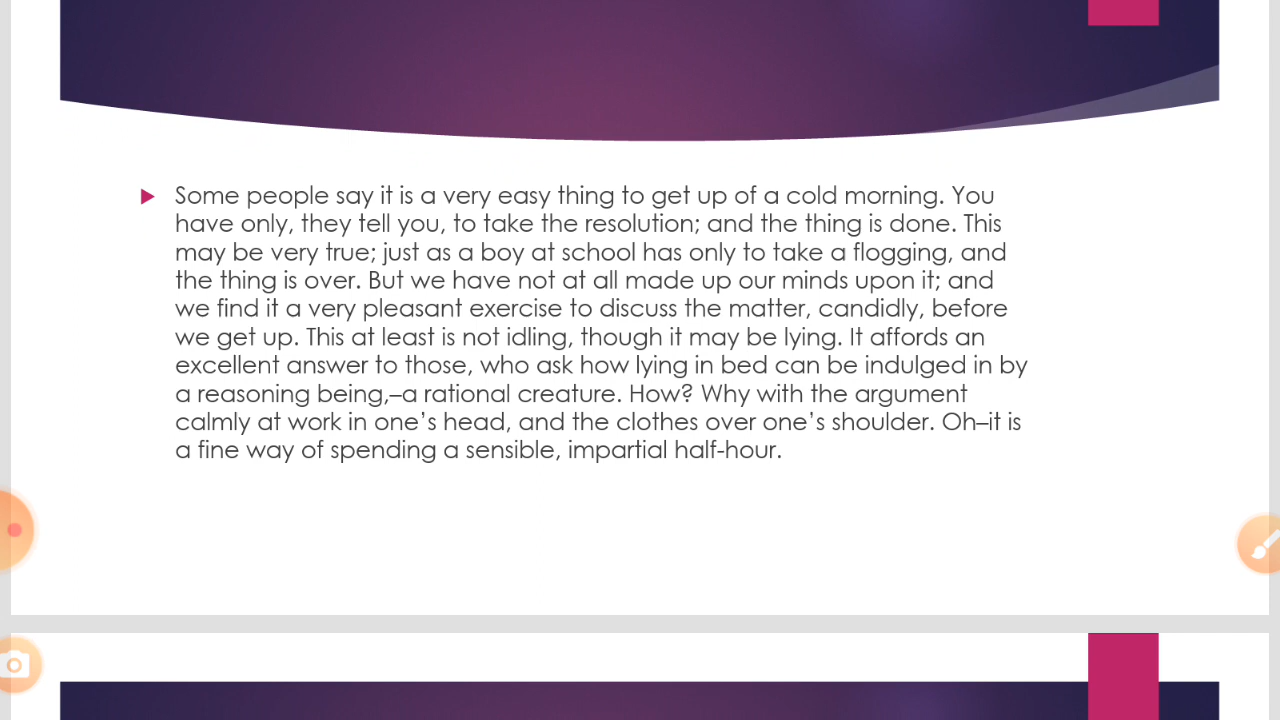 Some people say it is a very easy thing to get up of a cold morning. You
have only, they tell you, to take the resolution; and the thing is done. This
may be very true; just as a boy at school has only to take a flogging, and
the thing is over. But we have not at all made up our minds upon it; and
we find it a very pleasant exercise to discuss the matter, candidly, before
we get up. This at least is not idling, though it may be lying. It affords an
excellent answer to those, who ask how lying in bed can be indulged in by
a reasoning being,–a rational creature. How? Why with the argument
calmly at work in one’s head, and the clothes over one’s shoulder. Oh–it is
a fine way of spending a sensible, impartial half-hour.